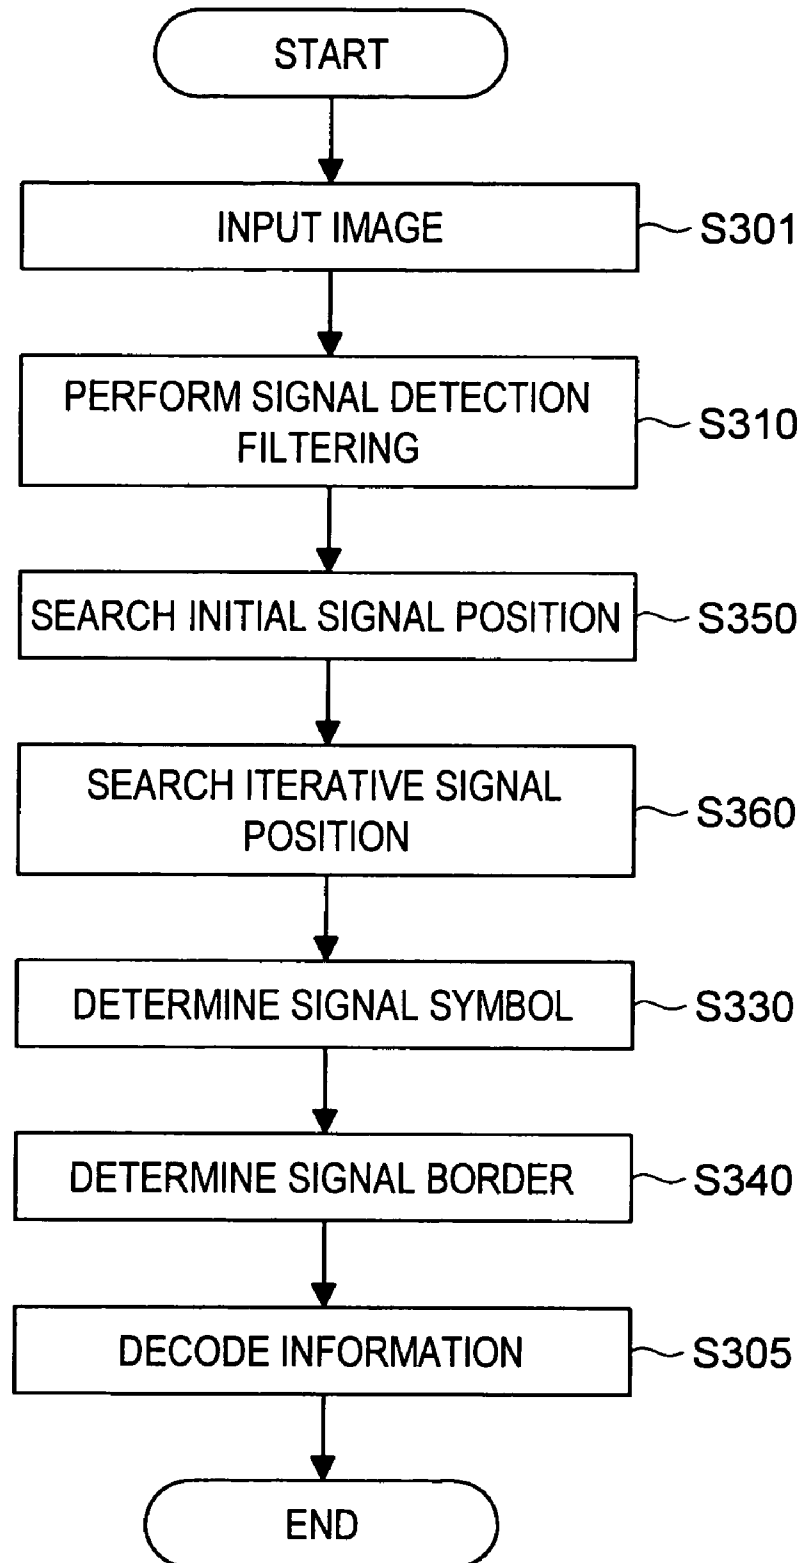 START
INPUT IMAGE
S301
PERFORM SIGNAL DETECTION
FILTERING
S310
SEARCH INITIAL SIGNAL POSITION
S350
SEARCH ITERATIVE SIGNAL
POSITION
S360
DETERMINE SIGNAL SYMBOL
S330
DETERMINE SIGNAL BORDER
S340
DECODE INFORMATION
S305
END